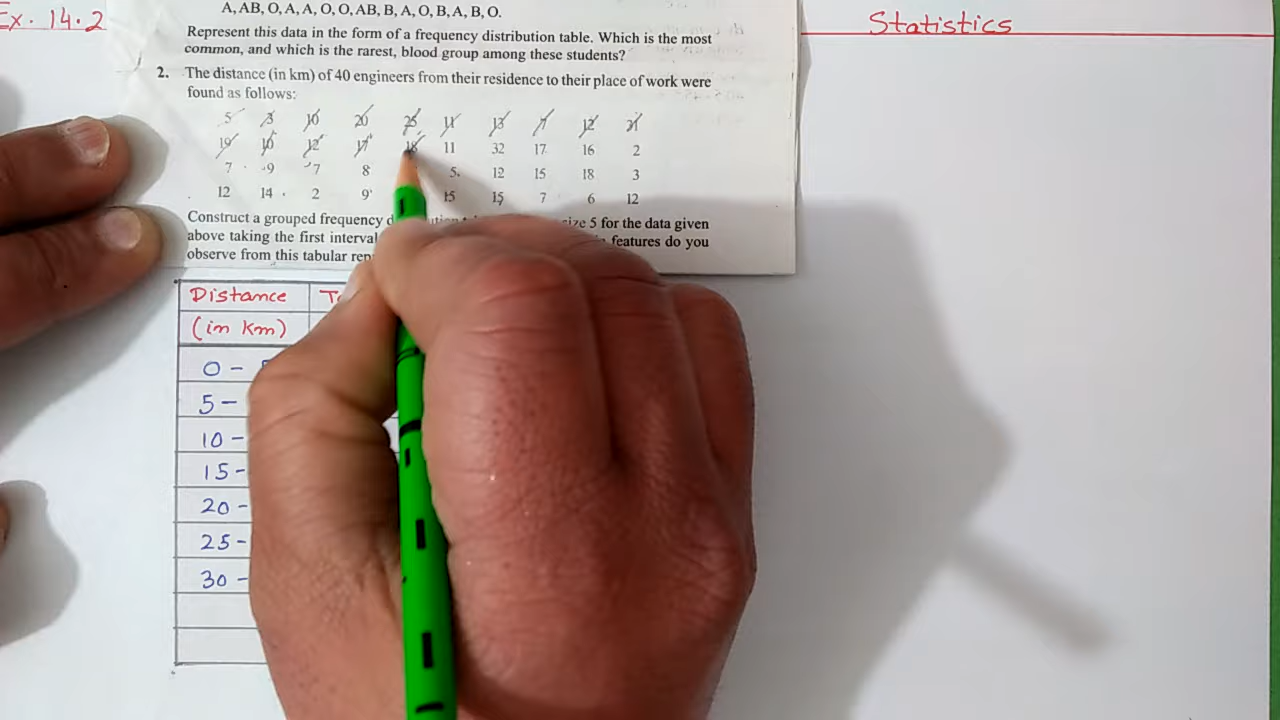 Ex. 14.2
Statistics
A, AB, O, A, A, O, O, AB, B, A, O, B, A, B, O.
Represent this data in the form of a frequency distribution table. Which is the most
common, and which is the rarest, blood group among these students?
2. The distance (in km) of 40 engineers from their residence to their place of work were
found as follows:
5 3 10 20 25 11 13 7 12 31
19 10 12 17 18 11 32 17 16 2
7 9 7 8 5 12 15 18 3
12 14 2 9 15 15 7 6 12
Construct a grouped frequency size 5 for the data given
above taking the first interval features do you
observe from this tabular
Distance
(in km)
0 -
5 -
10 -
15 -
20 -
25 -
30 -